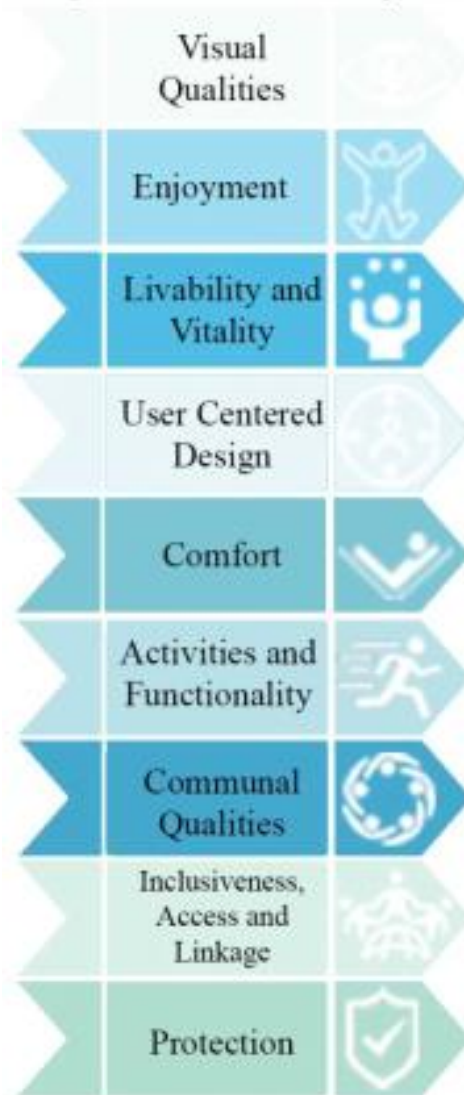 Visual
Qualities
Enjoyment
Livability and
Vitality
User Centered
Design
Comfort
Activities and
Functionality
Communal
Qualities
Inclusiveness,
Access and
Linkage
Protection